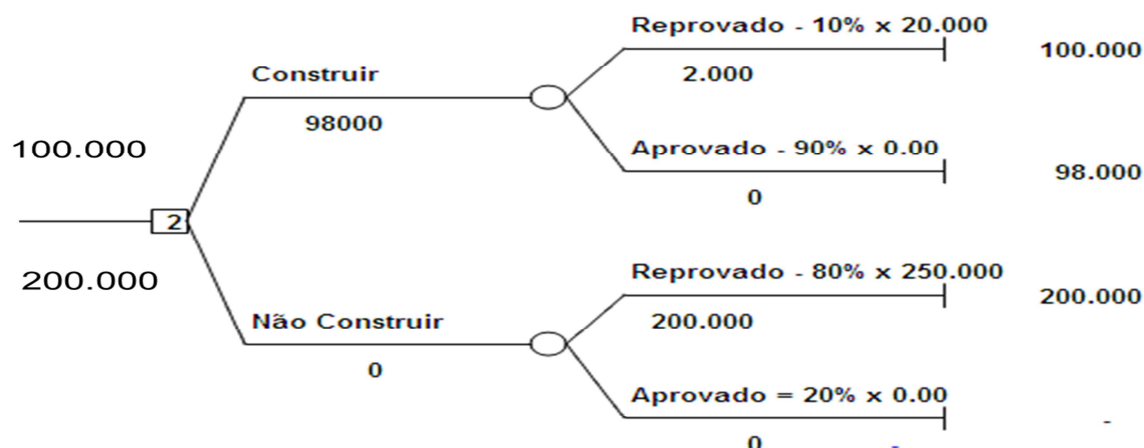 Reprovado - 10% x 20.000
100.000
Construir
2.000
98000
100.000
Aprovado - 90% x 0.00
98.000
0
2
200.000
Reprovado - 80% x 250.000
200.000
Não Construir
200.000
0
Aprovado = 20% x 0.00
-
0
-